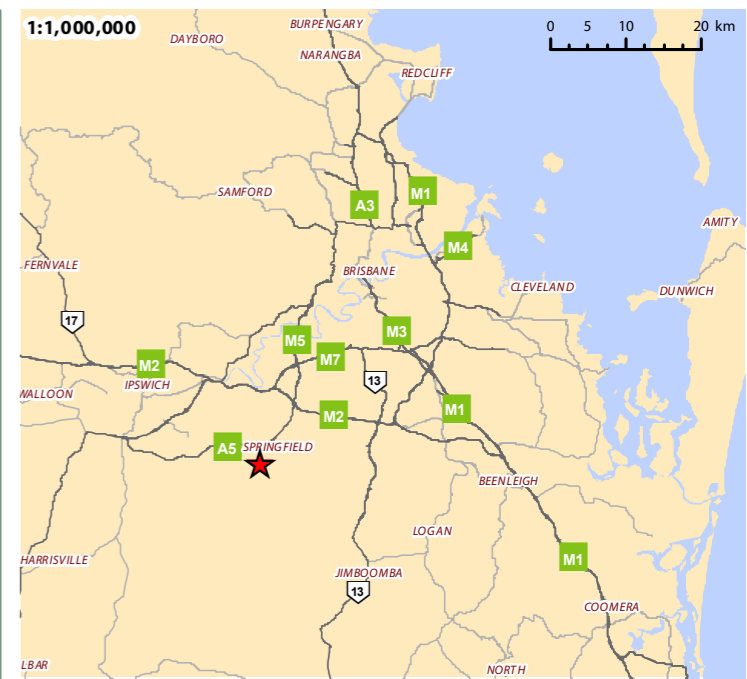 1:1,000,000
BURPENGARY
0 5 10 20 km
DAYBORO
NARANGBA
REDCLIFF
SAMFORD
M1
A3
AMITY
M4
FERNVALE
BRISBANE
CLEVELAND
DUNWICH
17
M3
M5
M7
M2
IPSWICH
13
WALLOON
M1
M2
A5
SPRINGFIELD
BEENLEIGH
LOGAN
HARRISVILLE
M1
JIMBOOMBA
13
COOMERA
LBAR
NORTH